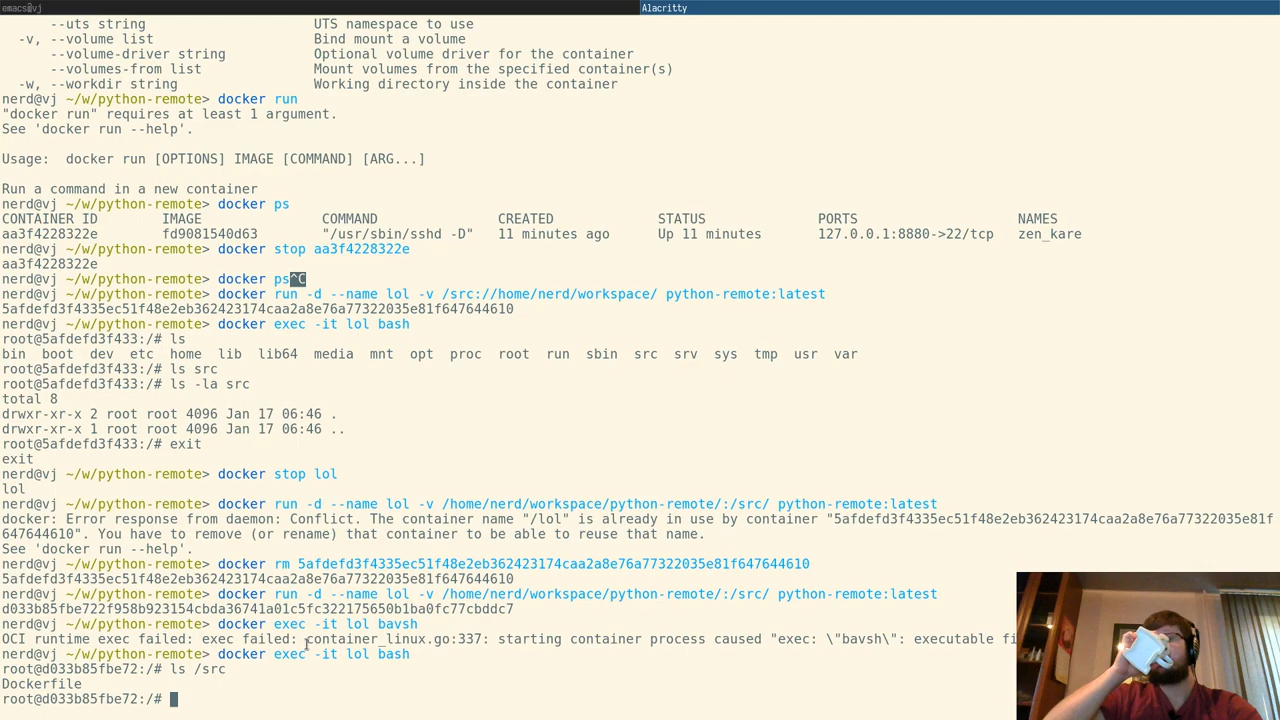 emacs@vj
Alacritty
--uts string UTS namespace to use
-v, --volume list Bind mount a volume
--volume-driver string Optional volume driver for the container
--volumes-from list Mount volumes from the specified container(s)
-w, --workdir string Working directory inside the container
nerd@vj ~/w/python-remote> docker run
"docker run" requires at least 1 argument.
See 'docker run --help'.
Usage:  docker run [OPTIONS] IMAGE [COMMAND] [ARG...]
Run a command in a new container
nerd@vj ~/w/python-remote> docker ps
CONTAINER ID IMAGE COMMAND CREATED STATUS PORTS NAMES
aa3f4228322e fd9081540d63 "/usr/sbin/sshd -D" 11 minutes ago Up 11 minutes 127.0.0.1:8880->22/tcp zen_kare
nerd@vj ~/w/python-remote> docker stop aa3f4228322e
aa3f4228322e
nerd@vj ~/w/python-remote> docker ps^C
nerd@vj ~/w/python-remote> docker run -d --name lol -v /src://home/nerd/workspace/ python-remote:latest
5afdefd3f4335ec51f48e2eb362423174caa2a8e76a77322035e81f647644610
nerd@vj ~/w/python-remote> docker exec -it lol bash
root@5afdefd3f433:/# ls
bin boot dev etc home lib lib64 media mnt opt proc root run sbin src srv sys tmp usr var
root@5afdefd3f433:/# ls src
root@5afdefd3f433:/# ls -la src
total 8
drwxr-xr-x 2 root root 4096 Jan 17 06:46 .
drwxr-xr-x 1 root root 4096 Jan 17 06:46 ..
root@5afdefd3f433:/# exit
exit
nerd@vj ~/w/python-remote> docker stop lol
lol
nerd@vj ~/w/python-remote> docker run -d --name lol -v /home/nerd/workspace/python-remote/:/src/ python-remote:latest
docker: Error response from daemon: Conflict. The container name "/lol" is already in use by container "5afdefd3f4335ec51f48e2eb362423174caa2a8e76a77322035e81f
647644610". You have to remove (or rename) that container to be able to reuse that name.
See 'docker run --help'.
nerd@vj ~/w/python-remote> docker rm 5afdefd3f4335ec51f48e2eb362423174caa2a8e76a77322035e81f647644610
5afdefd3f4335ec51f48e2eb362423174caa2a8e76a77322035e81f647644610
nerd@vj ~/w/python-remote> docker run -d --name lol -v /home/nerd/workspace/python-remote/:/src/ python-remote:latest
d033b85fbe722f958b923154cbda36741a01c5fc322175650b1ba0fc77cbddc7
nerd@vj ~/w/python-remote> docker exec -it lol bavsh
OCI runtime exec failed: exec failed: container_linux.go:337: starting container process caused "exec: \"bavsh\": executable fi
nerd@vj ~/w/python-remote> docker exec -it lol bash
root@d033b85fbe72:/# ls /src
Dockerfile
root@d033b85fbe72:/#